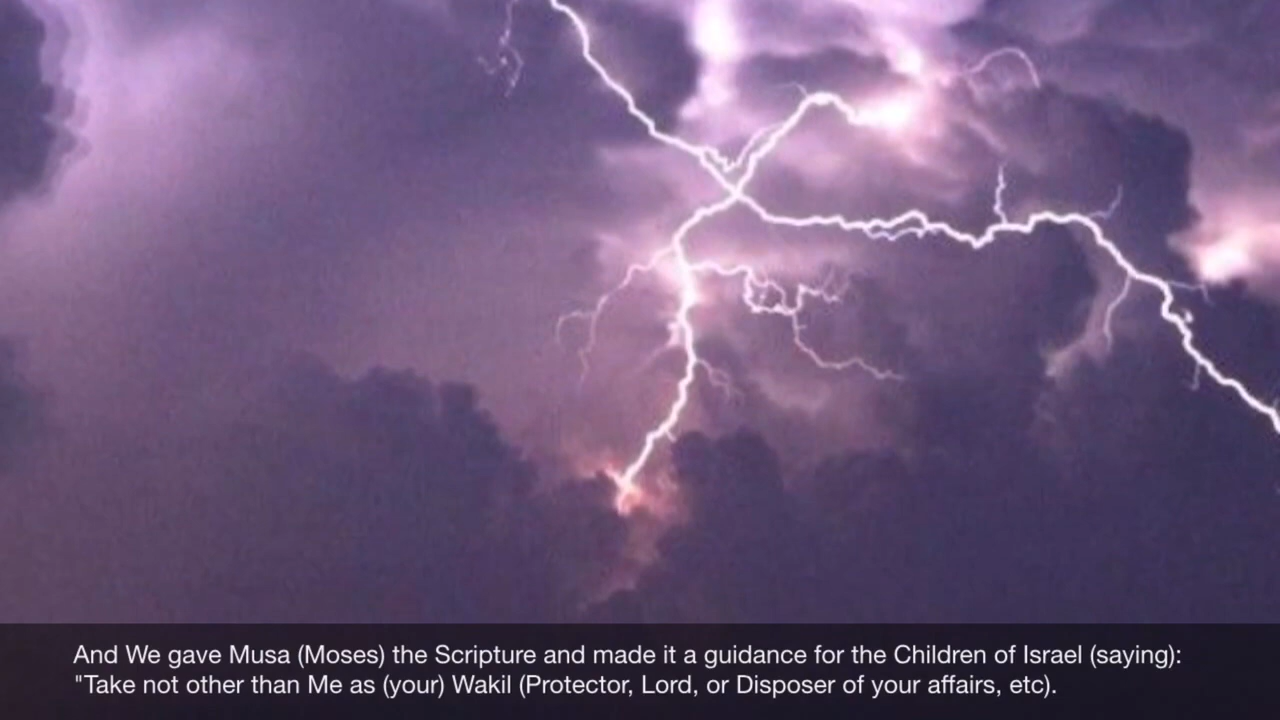 And We gave Musa (Moses) the Scripture and made it a guidance for the Children of Israel (saying):
"Take not other than Me as (your) Wakil (Protector, Lord, or Disposer of your affairs, etc).